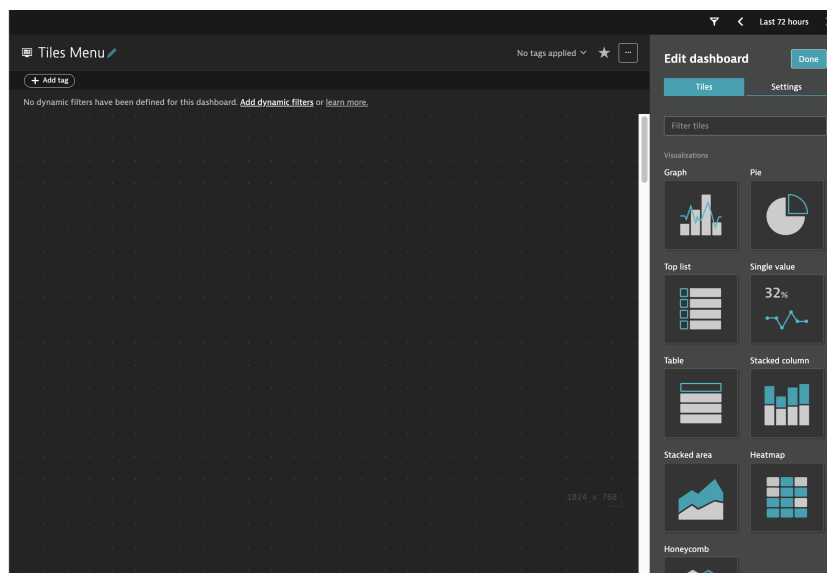 Last 72 hours
Tiles Menu
No tags applied
...
Edit dashboard
Done
+ Add tag
Tiles
Settings
No dynamic filters have been defined for this dashboard. Add dynamic filters or learn more.
Filter tiles
Visualizations
Graph
Pie
Top list
Single value
32%
Table
Stacked column
Stacked area
Heatmap
1024 x 768
Honeycomb